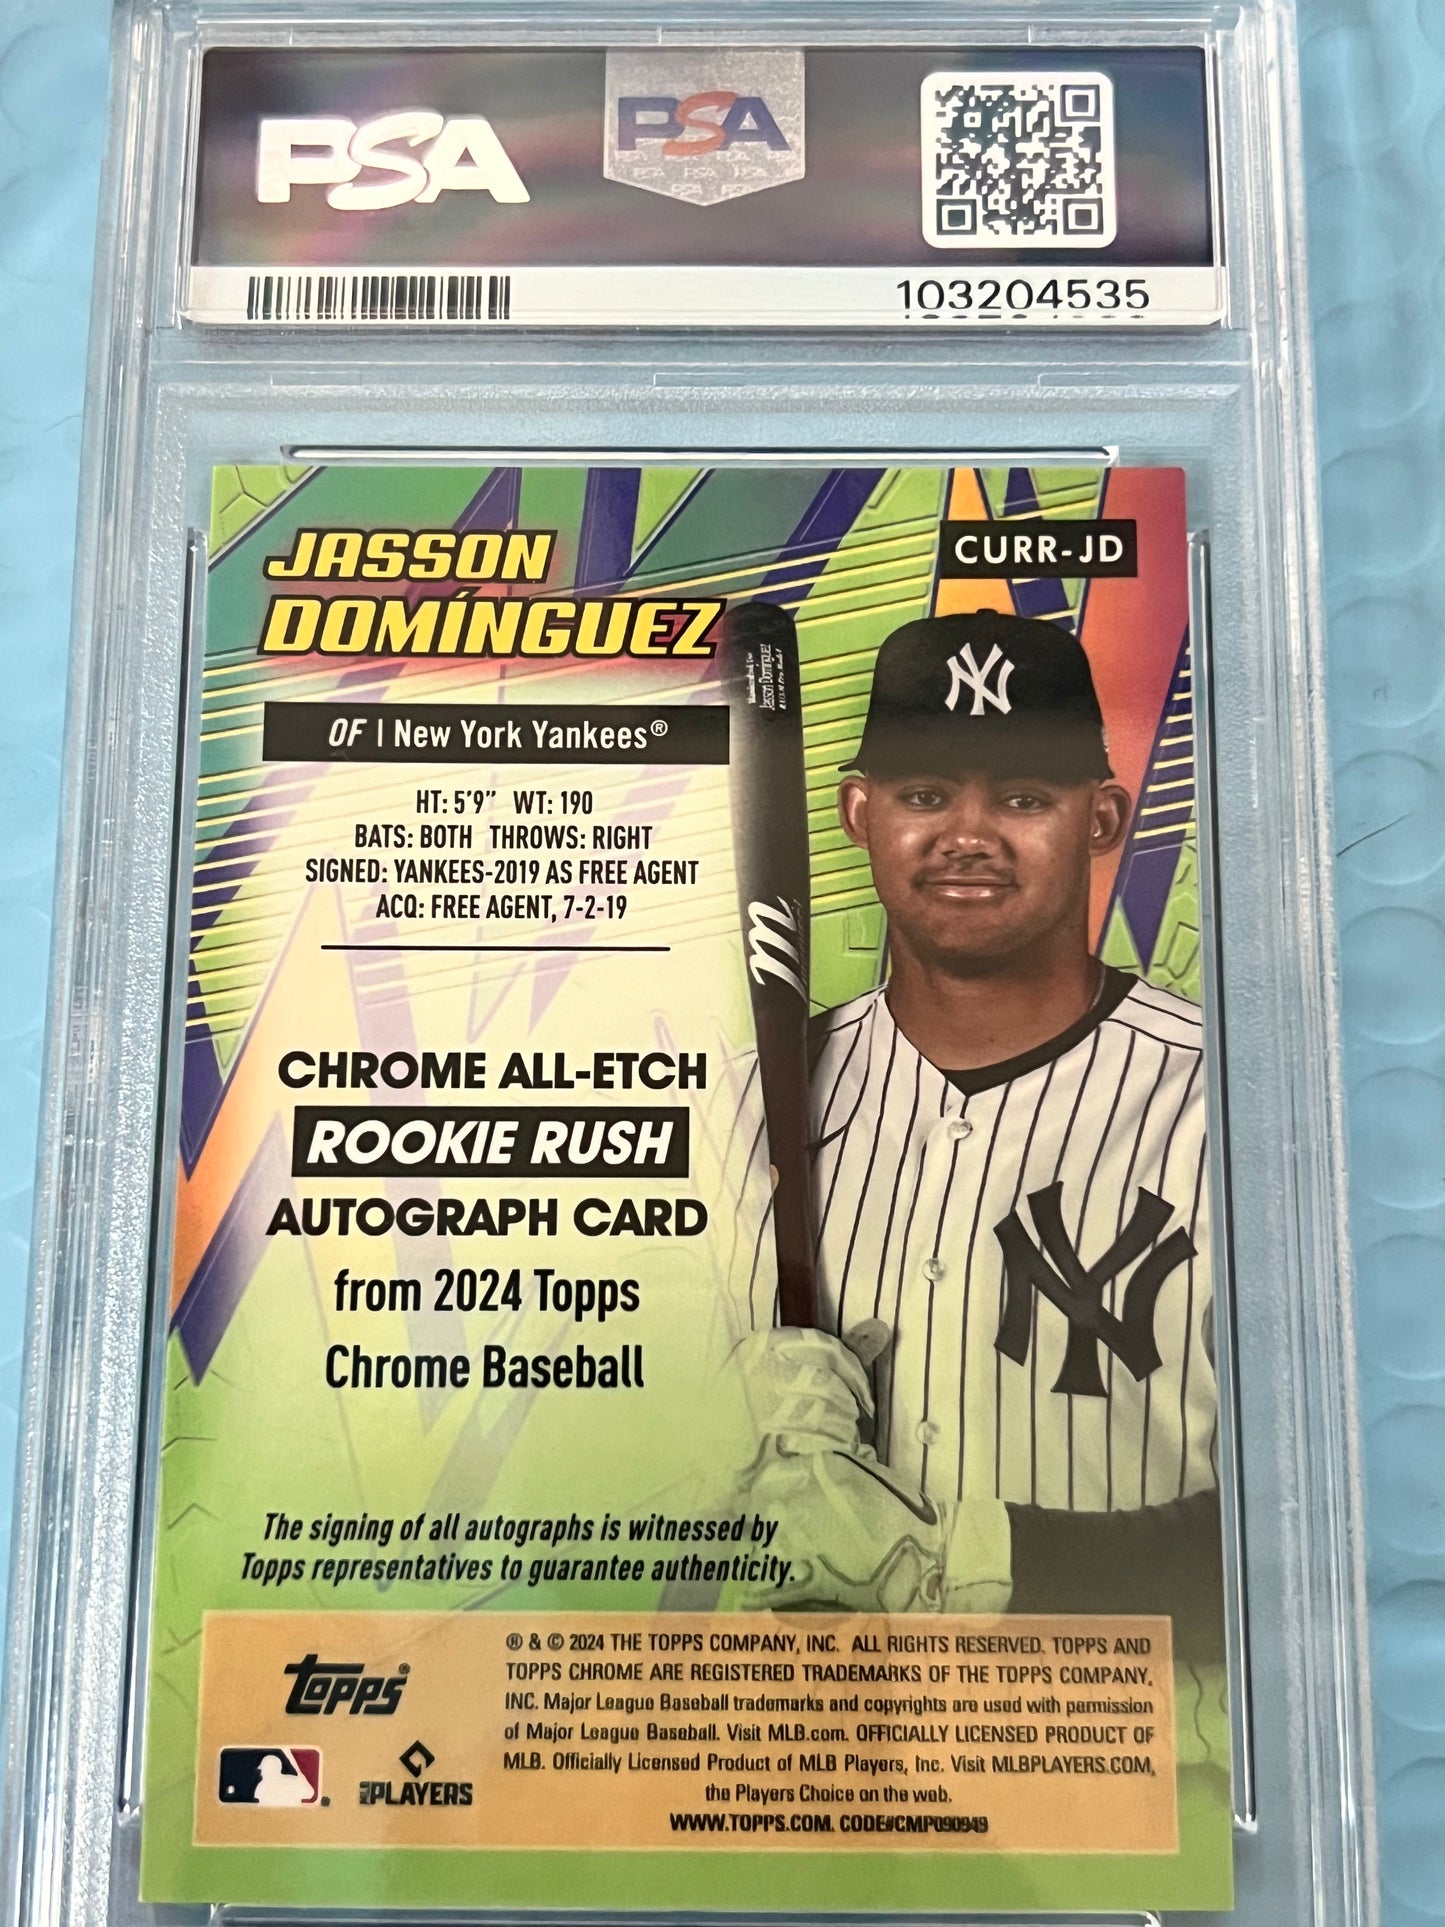 PSA
PSA
103204535
CURR-JD
JASSON
DOMÍNGUEZ
OF | New York Yankees®
HT: 5'9" WT: 190
BATS: BOTH THROWS: RIGHT
SIGNED: YANKEES-2019 AS FREE AGENT
ACQ: FREE AGENT, 7-2-19
CHROME ALL-ETCH
ROOKIE RUSH
AUTOGRAPH CARD
from 2024 Topps
Chrome Baseball
The signing of all autographs is witnessed by
Topps representatives to guarantee authenticity.
® & © 2024 THE TOPPS COMPANY, INC. ALL RIGHTS RESERVED. TOPPS AND
TOPPS CHROME ARE REGISTERED TRADEMARKS OF THE TOPPS COMPANY,
INC. Major League Baseball trademarks and copyrights are used with permission
of Major League Baseball. Visit MLB.com. OFFICIALLY LICENSED PRODUCT OF
MLB. Officially Licensed Product of MLB Players, Inc. Visit MLBPLAYERS.COM,
the Players Choice on the web.
WWW.TOPPS.COM. CODE#CMP090949
Topps®
PLAYERS
NY
NY
Jasson Dominguez